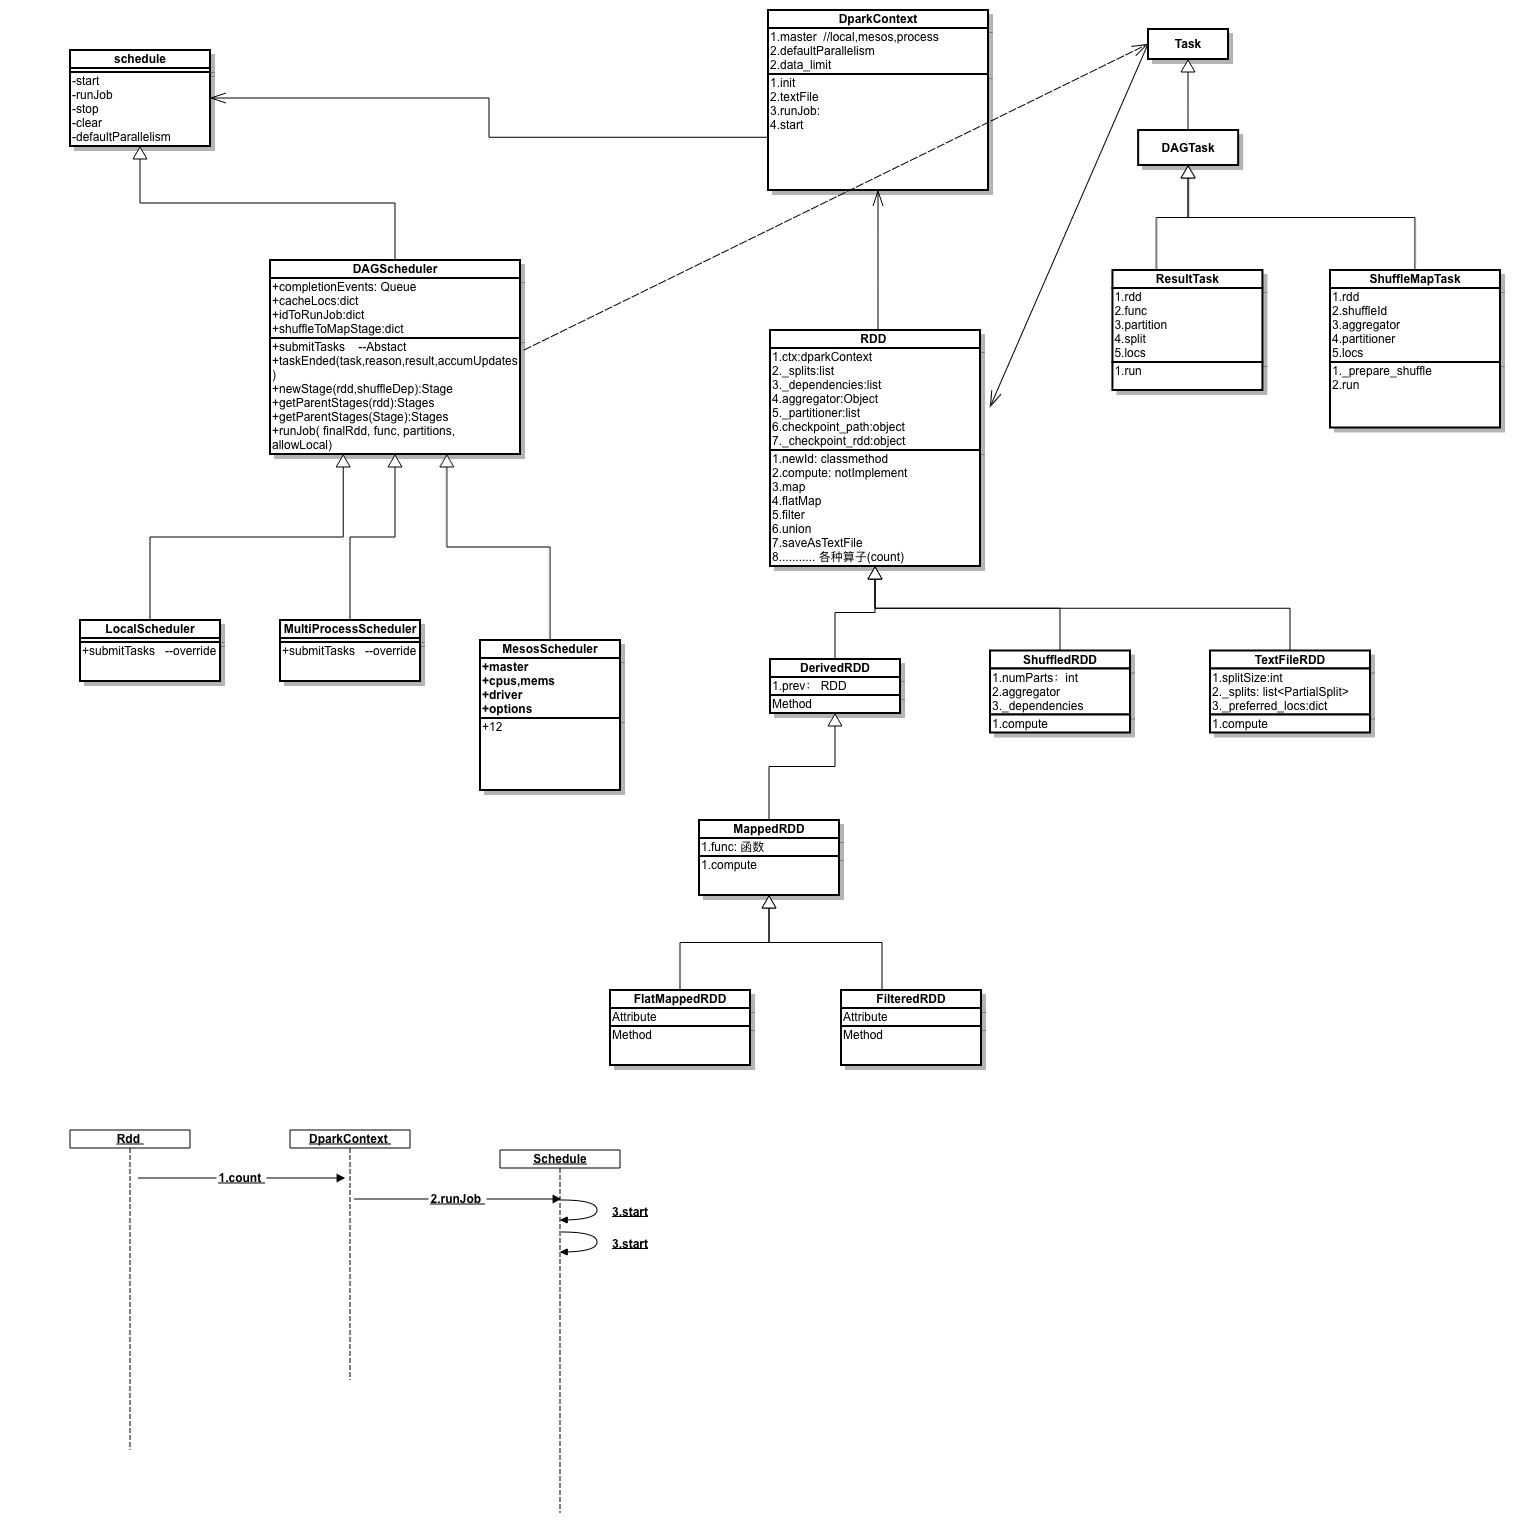 schedule
-start
-runJob
-stop
-clear
-defaultParallelism
DparkContext
1.master  //local,mesos,process
2.defaultParallelism
2.data_limit
1.init
2.textFile
3.runJob:
4.start
Task
DAGTask
DAGScheduler
+completionEvents: Queue
+cacheLocs:dict
+idToRunJob:dict
+shuffleToMapStage:dict
+submitTasks    --Abstact
+taskEnded(task,reason,result,accumUpdates
)
+newStage(rdd,shuffleDep):Stage
+getParentStages(rdd):Stages
+getParentStages(Stage):Stages
+runJob( finalRdd, func, partitions,
allowLocal)
RDD
1.ctx:dparkContext
2._splits:list
3._dependencies:list
4.aggregator:Object
5._partitioner:list
6.checkpoint_path:object
7._checkpoint_rdd:object
1.newId: classmethod
2.compute: notImplement
3.map
4.flatMap
5.filter
6.union
7.saveAsTextFile
8........... 各种算子(count)
ResultTask
1.rdd
2.func
3.partition
4.split
5.locs
1.run
ShuffleMapTask
1.rdd
2.shuffleId
3.aggregator
4.partitioner
5.locs
1._prepare_shuffle
2.run
LocalScheduler
+submitTasks   --override
MultiProcessScheduler
+submitTasks   --override
MesosScheduler
+master
+cpus,mems
+driver
+options
+12
DerivedRDD
1.prev： RDD
Method
ShuffledRDD
1.numParts：int
2.aggregator
3._dependencies
1.compute
TextFileRDD
1.splitSize:int
2._splits: list<PartialSplit>
3._preferred_locs:dict
1.compute
MappedRDD
1.func: 函数
1.compute
FlatMappedRDD
Attribute
Method
FilteredRDD
Attribute
Method
Rdd
DparkContext
Schedule
1.count
2.runJob
3.start
3.start